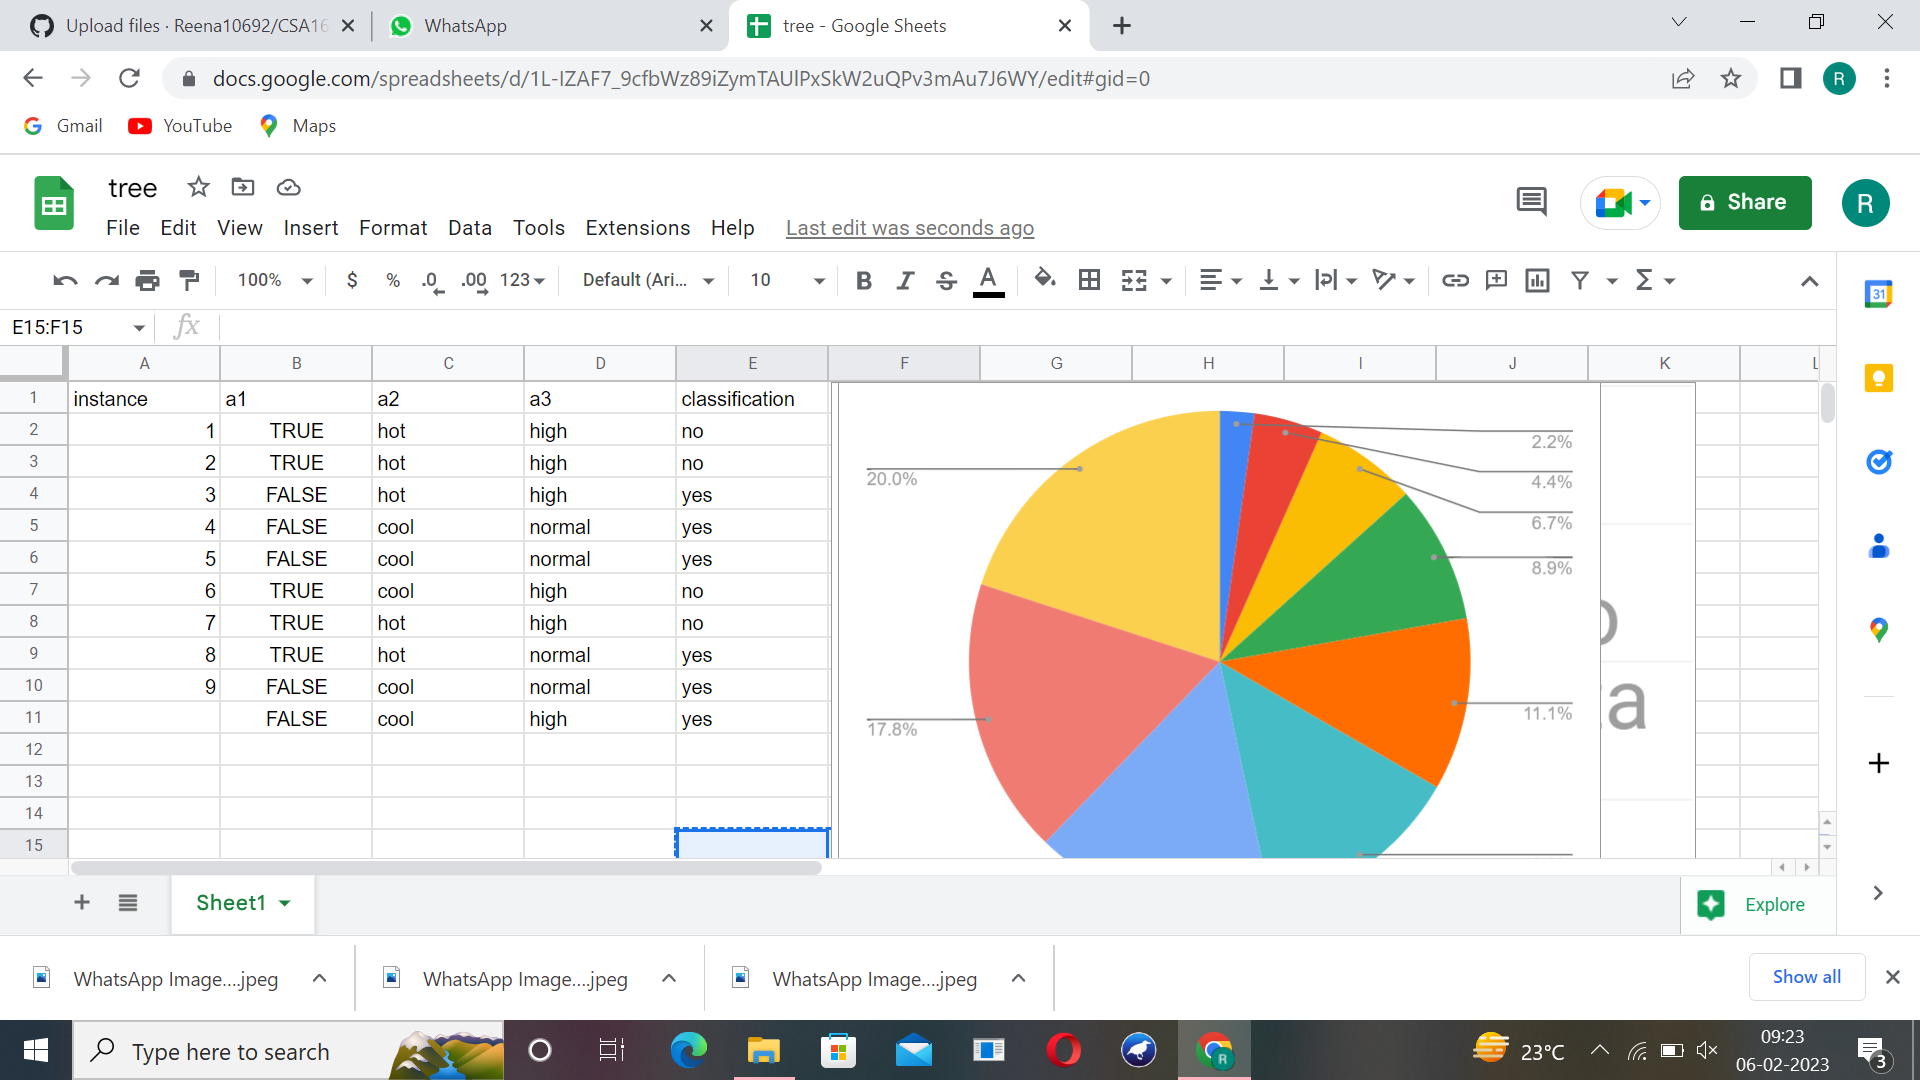 Upload files · Reena10692/CSA16
WhatsApp
tree - Google Sheets
docs.google.com/spreadsheets/d/1L-IZAF7_9cfbWz89iZymTAUlPxSkW2uQPv3mAu7J6WY/edit#gid=0
R
Gmail
YouTube
Maps
tree
File Edit View Insert Format Data Tools Extensions Help Last edit was seconds ago
Share
R
100% $ % .0 .00 123 Default (Ari... 10 B I S A
31
E15:F15
fx
A B C D E F G H I J K L
1 instance a1 a2 a3 classification
2 1 TRUE hot high no
3 2 TRUE hot high no
4 3 FALSE hot high yes
5 4 FALSE cool normal yes
6 5 FALSE cool normal yes
7 6 TRUE cool high no
8 7 TRUE hot high no
9 8 TRUE hot normal yes
10 9 FALSE cool normal yes
11 FALSE cool high yes
12
13
14
15
2.2%
20.0%
4.4%
6.7%
8.9%
11.1%
17.8%
a
Sheet1
Explore
WhatsApp Image....jpeg
WhatsApp Image....jpeg
WhatsApp Image....jpeg
Show all
Type here to search
R
23°C
09:23
06-02-2023
3